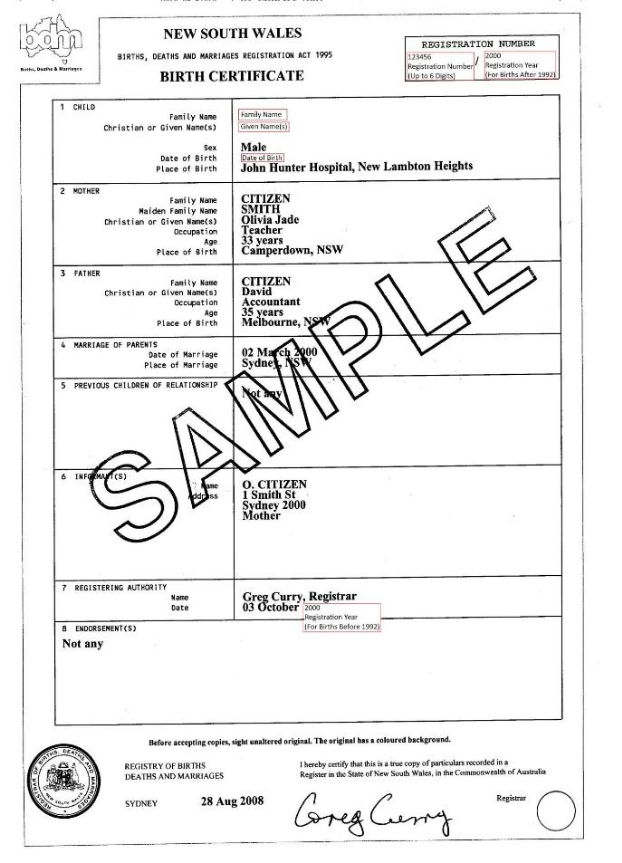 bdm
Births, Deaths & Marriages
NEW SOUTH WALES
BIRTHS, DEATHS AND MARRIAGES REGISTRATION ACT 1995
BIRTH CERTIFICATE
REGISTRATION NUMBER
123456 / 2000
Registration Number Registration Year
(Up to 6 Digits) (For Births After 1992)
1 CHILD
Family Name Family Name
Christian or Given Name(s) Given Name(s)
Sex Male
Date of Birth Date of Birth
Place of Birth John Hunter Hospital, New Lambton Heights
2 MOTHER
Family Name CITIZEN
Maiden Family Name SMITH
Christian or Given Name(s) Olivia Jade
Occupation Teacher
Age 33 years
Place of Birth Camperdown, NSW
3 FATHER
Family Name CITIZEN
Christian or Given Name(s) David
Occupation Accountant
Age 35 years
Place of Birth Melbourne, NSW
4 MARRIAGE OF PARENTS
Date of Marriage 02 March 2000
Place of Marriage Sydney, NSW
5 PREVIOUS CHILDREN OF RELATIONSHIP
Not any
SAMPLE
6 INFORMANT(S)
Name O. CITIZEN
Address 1 Smith St
Sydney 2000
Mother
7 REGISTERING AUTHORITY
Name Greg Curry, Registrar
Date 03 October 2000
Registration Year
(For Births Before 1992)
8 ENDORSEMENT(S)
Not any
Before accepting copies, sight unaltered original. The original has a coloured background.
REGISTRAR OF BIRTHS, DEATHS AND MARRIAGES
NEW SOUTH WALES
REGISTRY OF BIRTHS
DEATHS AND MARRIAGES
SYDNEY 28 Aug 2008
I hereby certify that this is a true copy of particulars recorded in a
Register in the State of New South Wales, in the Commonwealth of Australia
Greg Curry
Registrar